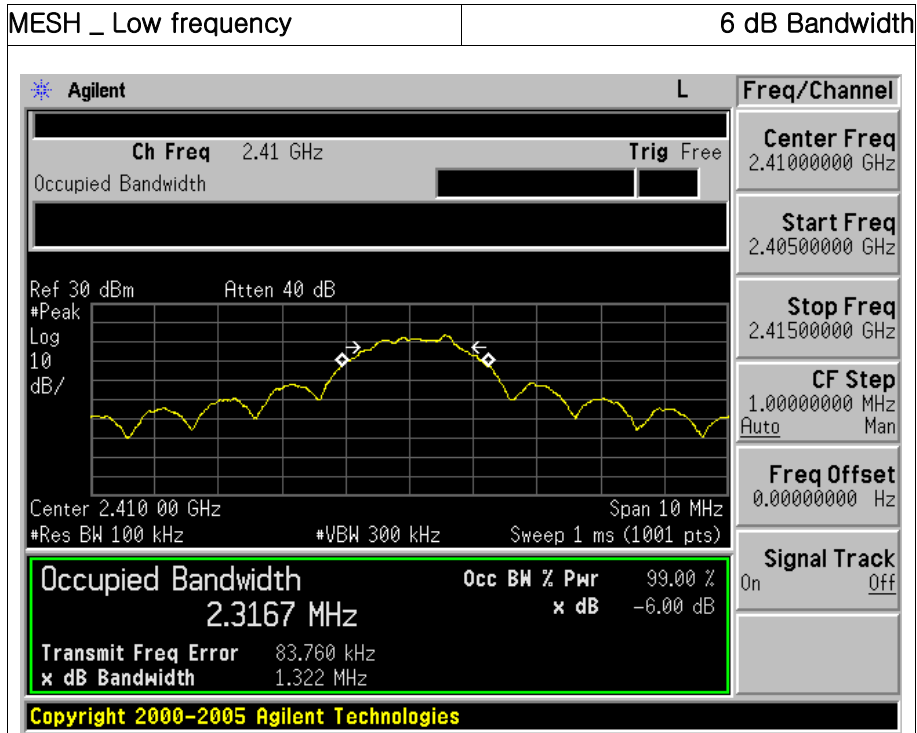 MESH _ Low frequency 6 dB Bandwidth
Agilent L Freq/Channel
Ch Freq 2.41 GHz Trig Free
Occupied Bandwidth
Center Freq
2.41000000 GHz
Start Freq
2.40500000 GHz
Stop Freq
2.41500000 GHz
CF Step
1.00000000 MHz
Auto Man
Freq Offset
0.00000000 Hz
Signal Track
On Off
Ref 30 dBm Atten 40 dB
#Peak
Log
10
dB/
Center 2.410 00 GHz Span 10 MHz
#Res BW 100 kHz #VBW 300 kHz Sweep 1 ms (1001 pts)
Occupied Bandwidth Occ BW % Pwr 99.00 %
2.3167 MHz x dB -6.00 dB
Transmit Freq Error 83.760 kHz
x dB Bandwidth 1.322 MHz
Copyright 2000-2005 Agilent Technologies